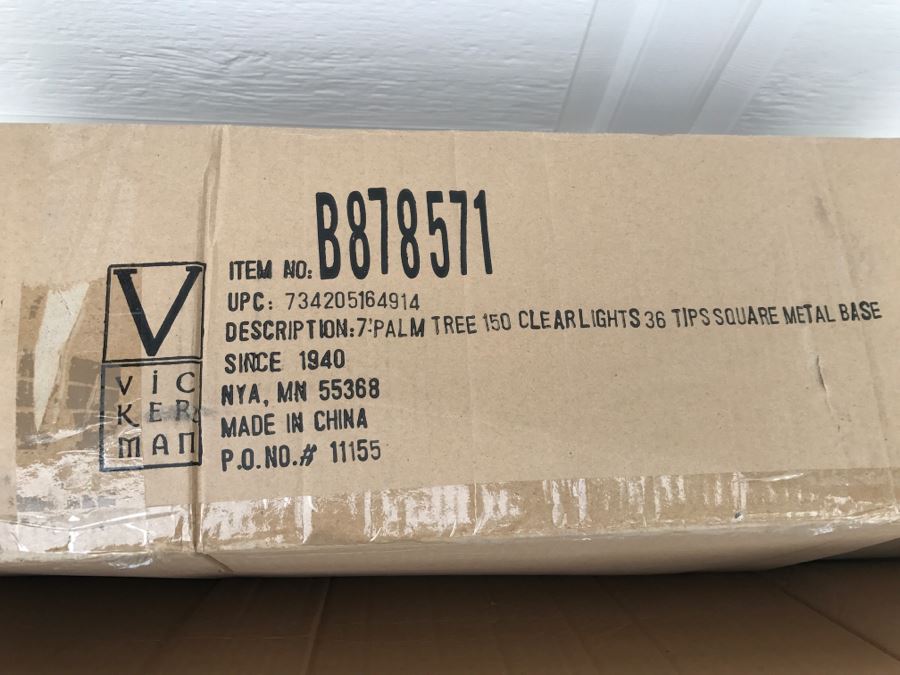 ITEM NO: B878571
UPC: 734205164914
DESCRIPTION:7'PALM TREE 150 CLEAR LIGHTS 36 TIPS SQUARE METAL BASE
SINCE 1940
NYA, MN 55368
MADE IN CHINA
P.O.NO.# 11155
V
VIC
KER
MAN